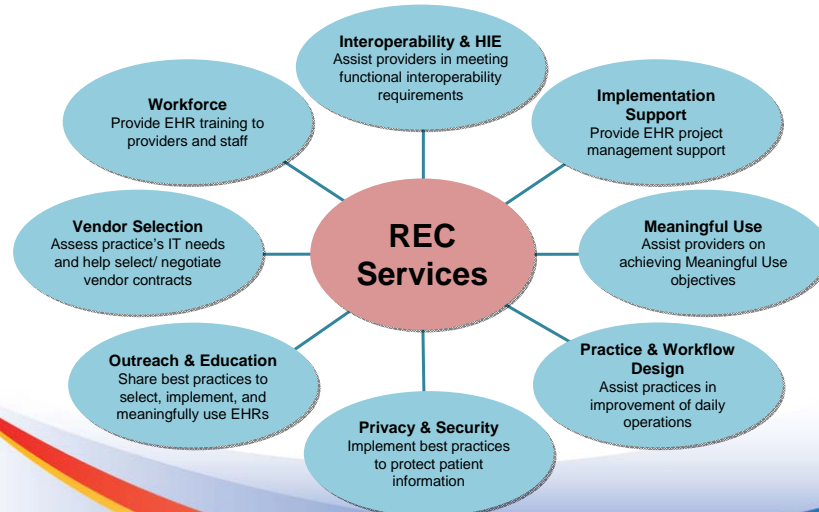 Interoperability & HIE
Assist providers in meeting
functional interoperability
requirements
Workforce
Provide EHR training to
providers and staff
Implementation
Support
Provide EHR project
management support
Vendor Selection
Assess practice's IT needs
and help select/ negotiate
vendor contracts
REC
Services
Meaningful Use
Assist providers on
achieving Meaningful Use
objectives
Outreach & Education
Share best practices to
select, implement, and
meaningfully use EHRs
Practice & Workflow
Design
Assist practices in
improvement of daily
operations
Privacy & Security
Implement best practices
to protect patient
information